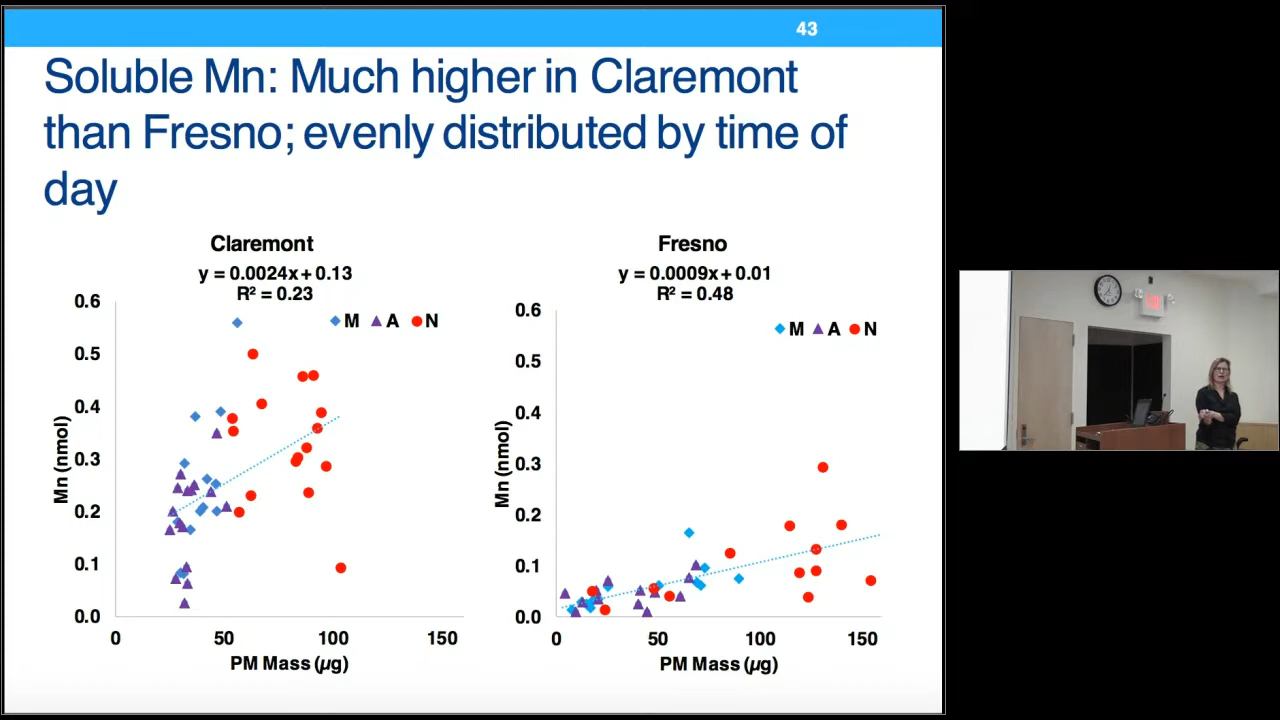 43
Soluble Mn: Much higher in Claremont
than Fresno; evenly distributed by time of
day
Claremont
y = 0.0024x + 0.13
R² = 0.23
M A N
0.6
0.5
0.4
0.3
0.2
0.1
0.0
Mn (nmol)
0 50 100 150
PM Mass (µg)
Fresno
y = 0.0009x + 0.01
R² = 0.48
M A N
0.6
0.5
0.4
0.3
0.2
0.1
0.0
Mn (nmol)
0 50 100 150
PM Mass (µg)